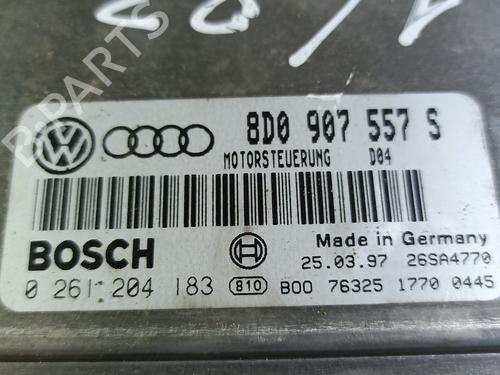 8D0 907 557 S
MOTORSTEUERUNG D04
BOSCH
Made in Germany
25.03.97 26SA4770
0 261 204 183 810 B00 76325 1770 0445